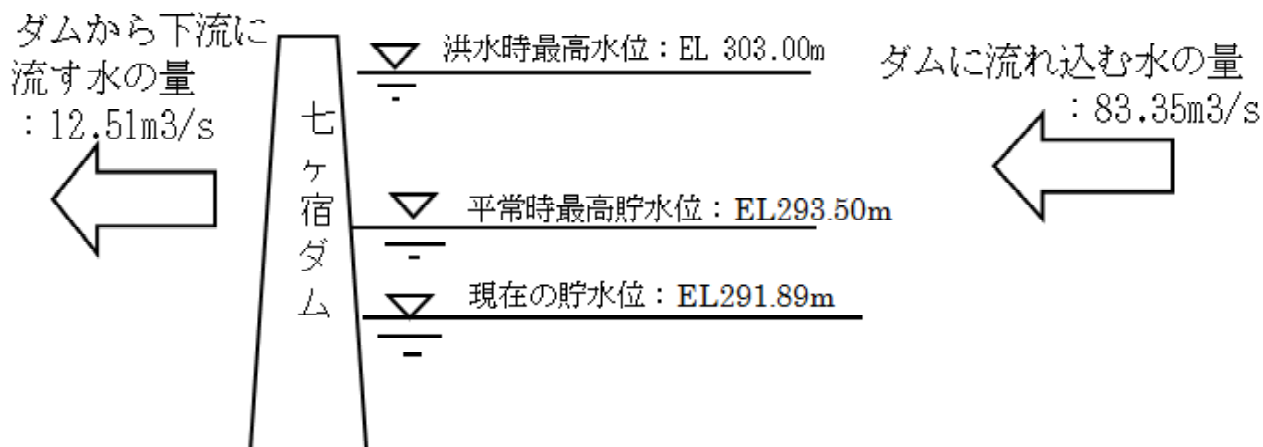 ダムから下流に
流す水の量
：12.51m3/s
洪水時最高水位：EL 303.00m
ダムに流れ込む水の量
：83.35m3/s
七ヶ宿ダム
平常時最高貯水位：EL293.50m
現在の貯水位：EL291.89m